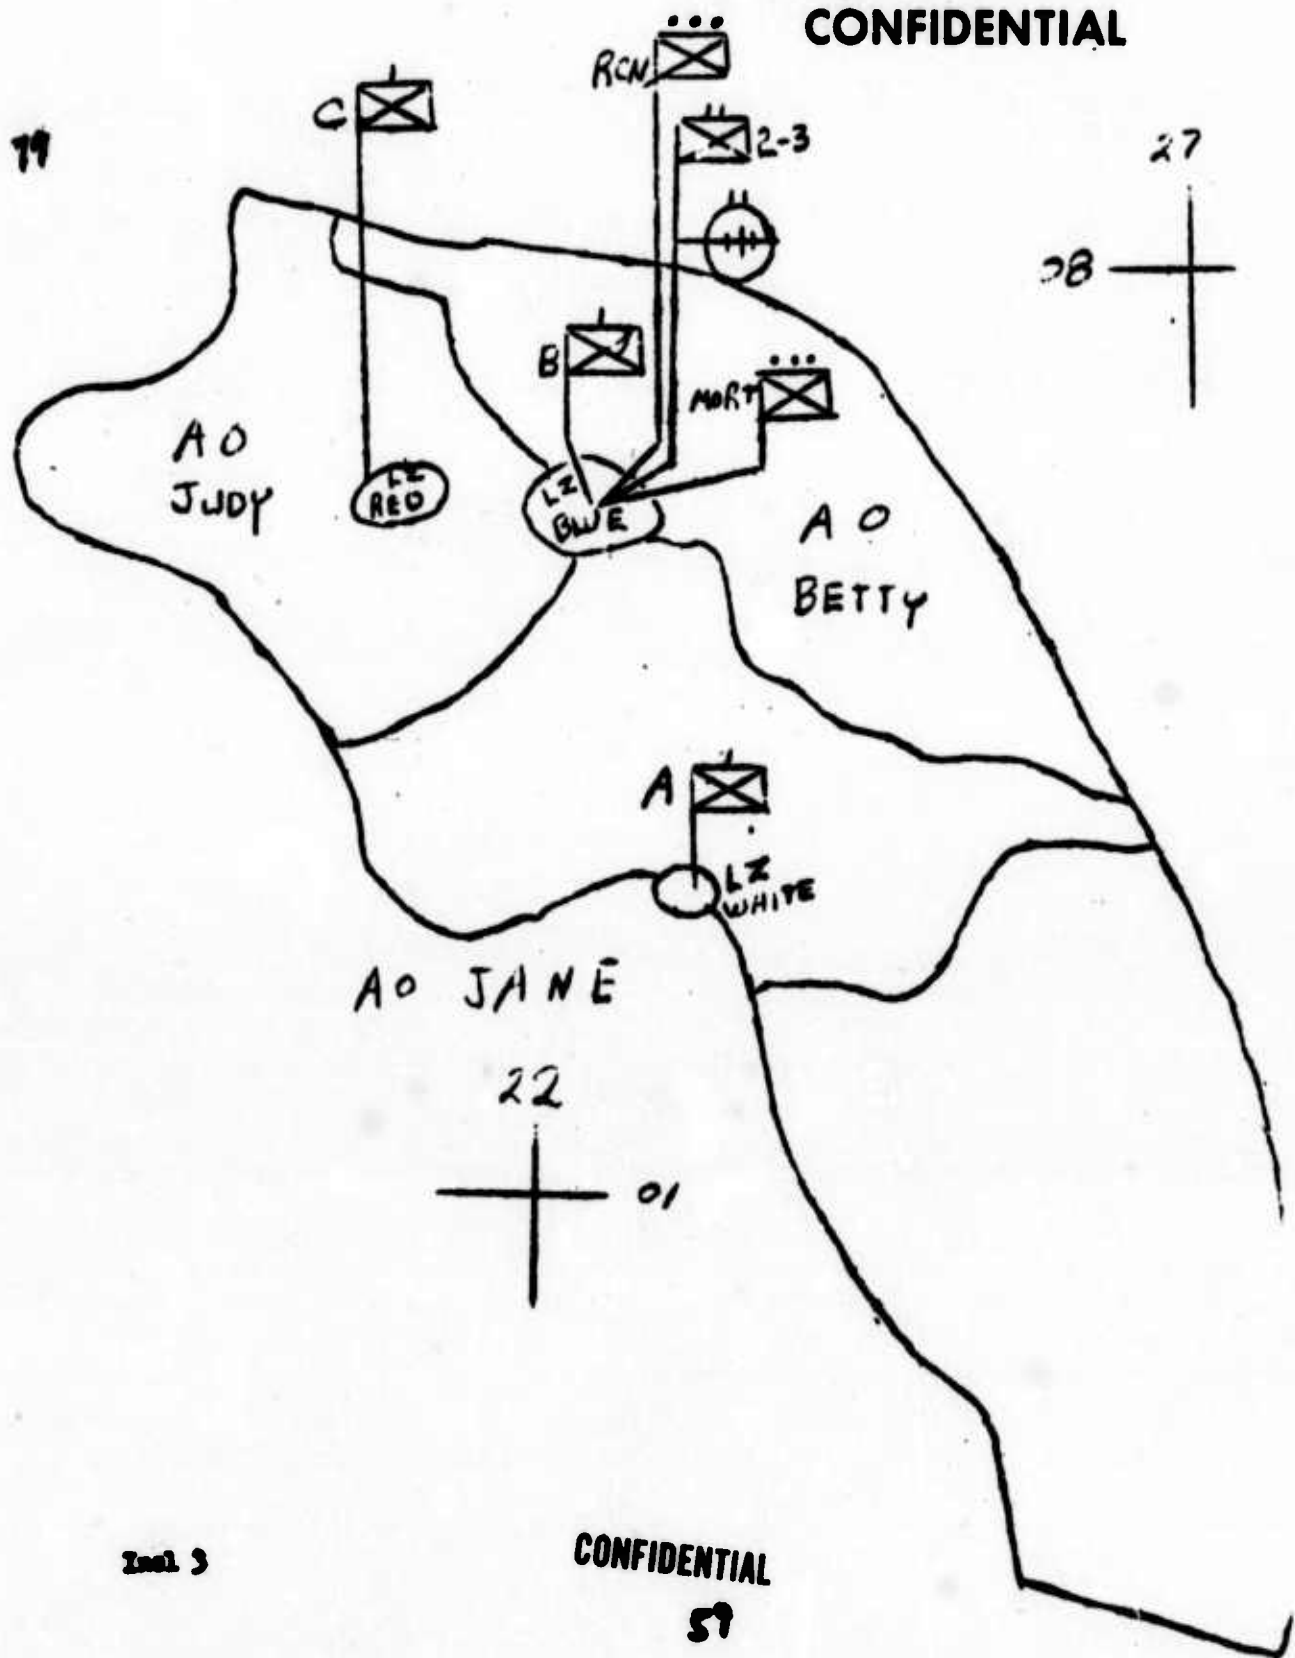 CONFIDENTIAL
RCN
C
2-3
27
B
MORT
AO
JUDY
LZ
RED
LZ
BLUE
AO
BETTY
A
LZ
WHITE
AO JANE
22
01
Incl 3
CONFIDENTIAL
59